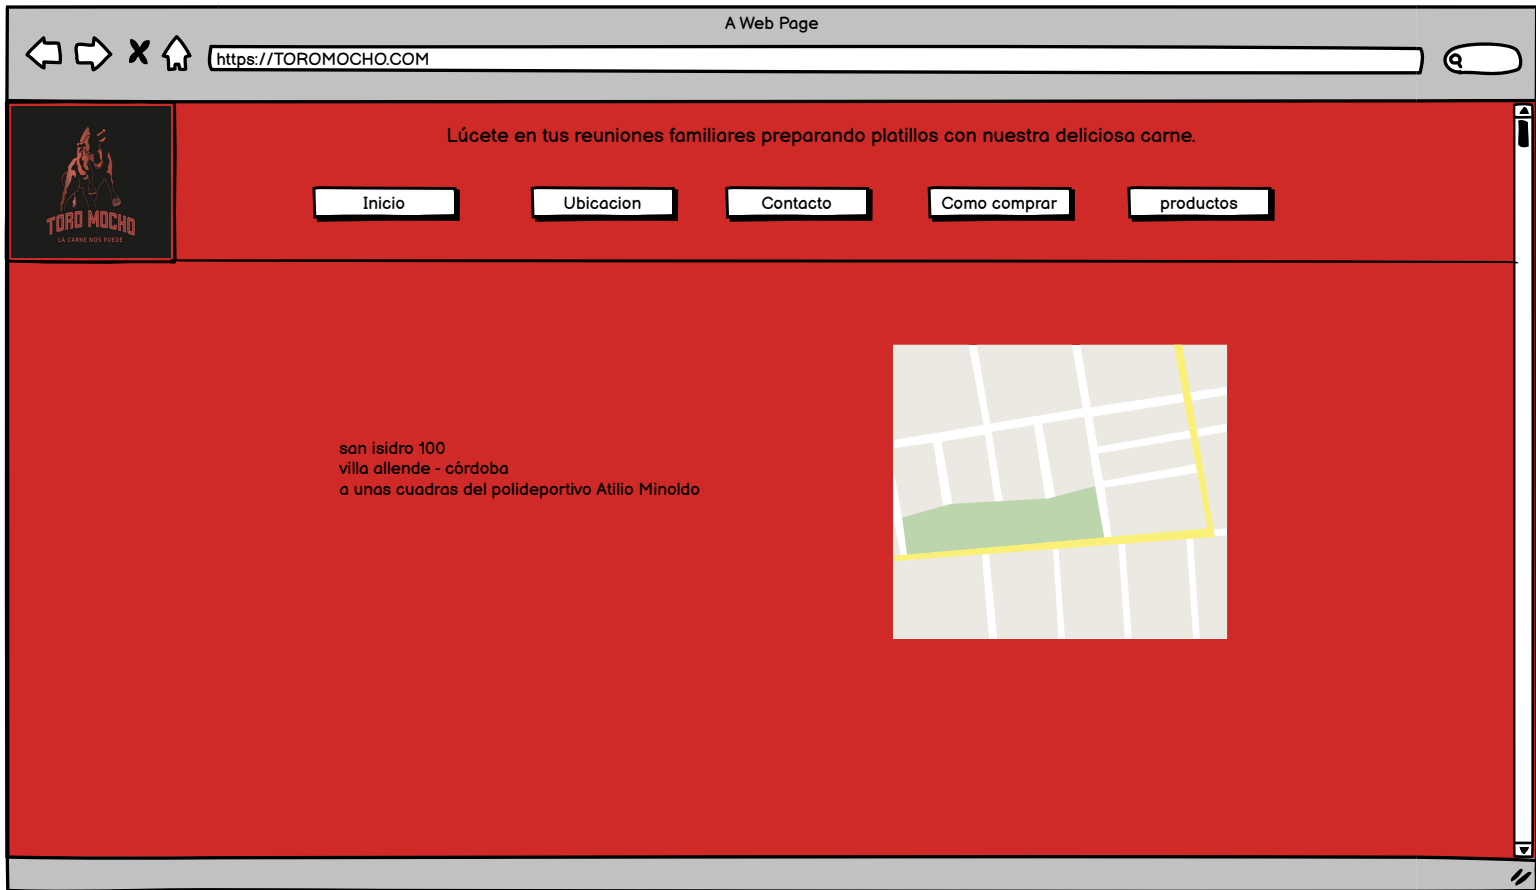 A Web Page
https://TOROMOCHO.COM
Lúcete en tus reuniones familiares preparando platillos con nuestra deliciosa carne.
TORO MOCHO
LA CARNE NOS PUEDE
Inicio
Ubicacion
Contacto
Como comprar
productos
san isidro 100
villa allende - córdoba
a unas cuadras del polideportivo Atilio Minoldo